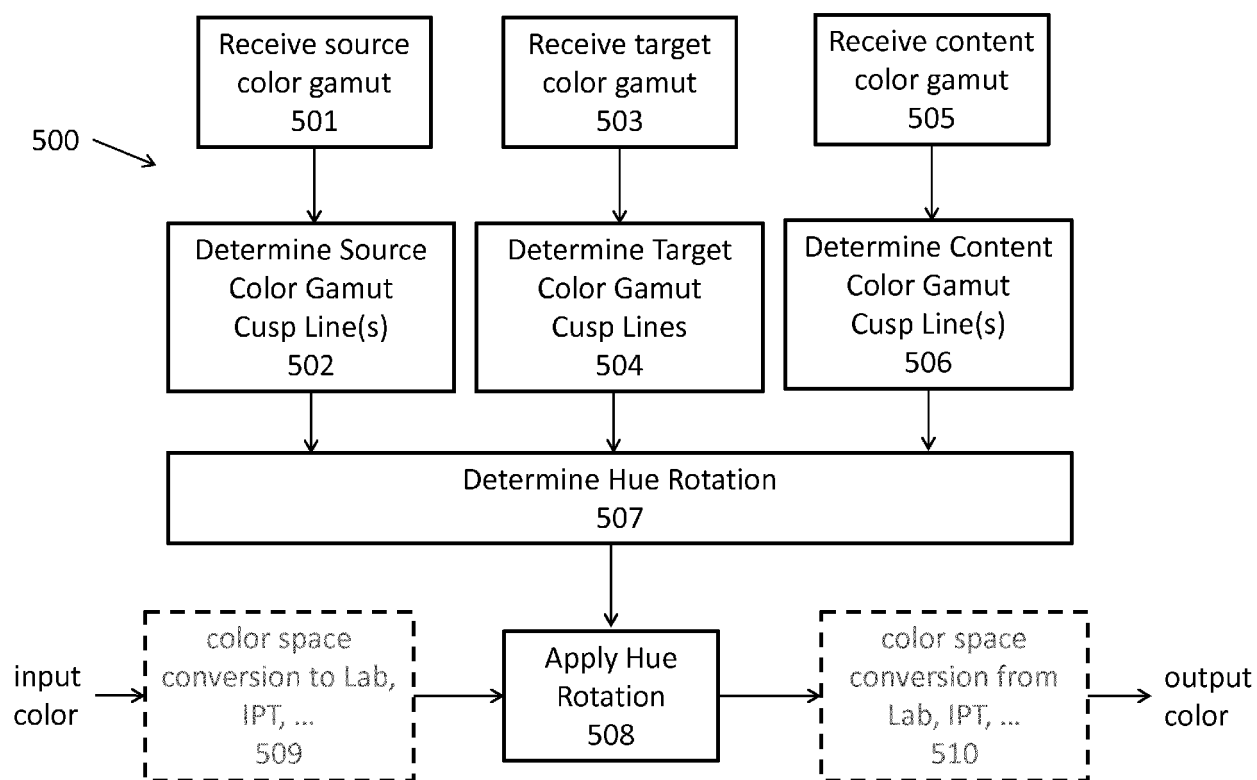 Receive source
color gamut
501
Receive target
color gamut
503
Receive content
color gamut
505
500
Determine Source
Color Gamut
Cusp Line(s)
502
Determine Target
Color Gamut
Cusp Lines
504
Determine Content
Color Gamut
Cusp Line(s)
506
Determine Hue Rotation
507
input
color
color space
conversion to Lab,
IPT, ...
509
Apply Hue
Rotation
508
color space
conversion from
Lab, IPT, ...
510
output
color